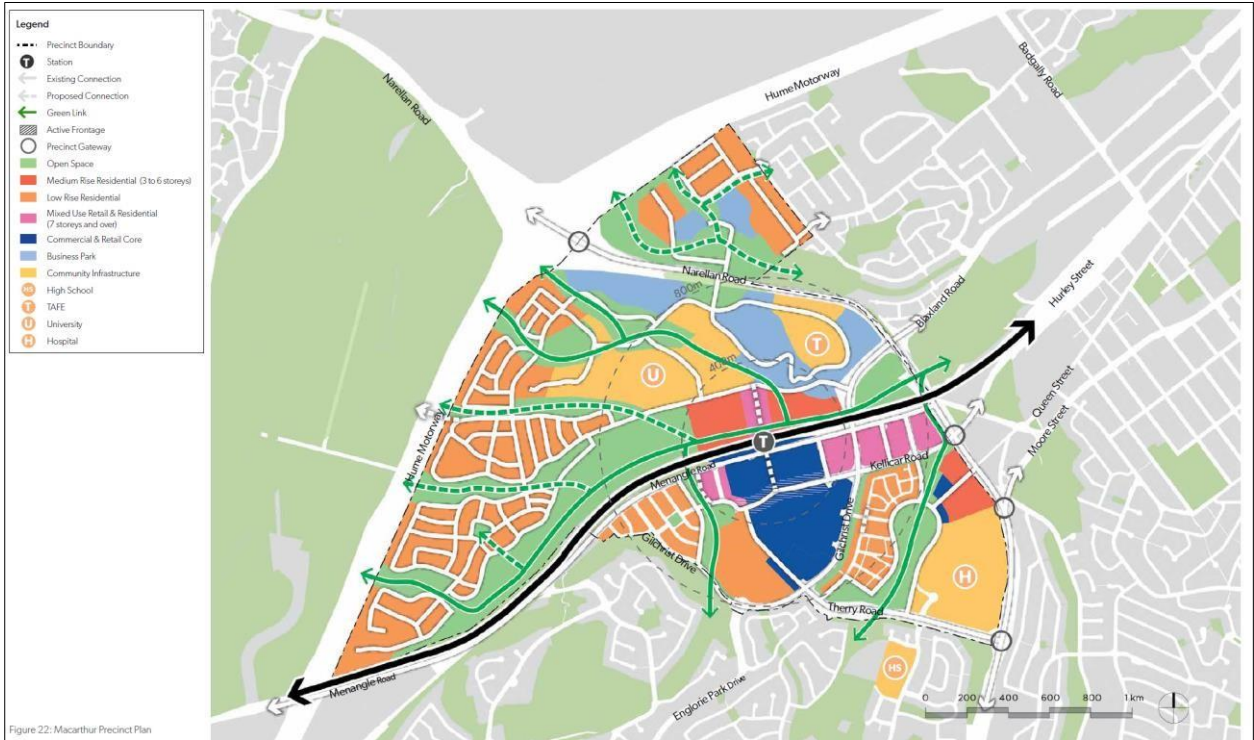 Legend
Precinct Boundary
T
Station
Existing Connection
Proposed Connection
Green Link
Active Frontage
Precinct Gateway
Open Space
Medium Rise Residential (3 to 6 storeys)
Low Rise Residential
Mixed Use Retail & Residential
(7 storeys and over)
Commercial & Retail Core
Business Park
Community Infrastructure
HS
High School
T
TAFE
U
University
H
Hospital
Narellan Road
Hume Motorway
Badgally Road
Narellan Road
800m
Blaxland Road
Hurley Street
T
400m
U
Queen Street
Moore Street
Hume Motorway
T
Menangle Road
Kellicar Road
Gilchrist Drive
Gilchrist Drive
H
Therry Road
HS
Menangle Road
Englorie Park Drive
0 200 400 600 800 1 km
Figure 22: Macarthur Precinct Plan